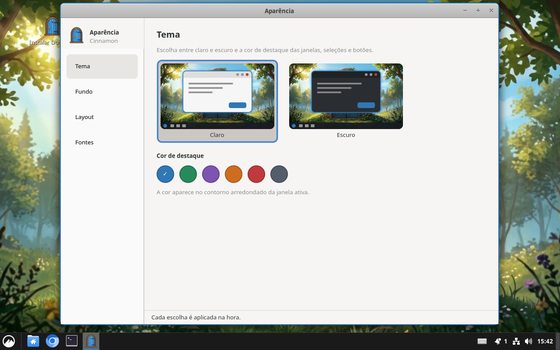 Aparência
Aparência
Cinnamon
Tema
Fundo
Layout
Fontes
Tema
Escolha entre claro e escuro e a cor de destaque das janelas, seleções e botões.
Claro
Escuro
Cor de destaque
A cor aparece no contorno arredondado da janela ativa.
Cada escolha é aplicada na hora.
1
15:42